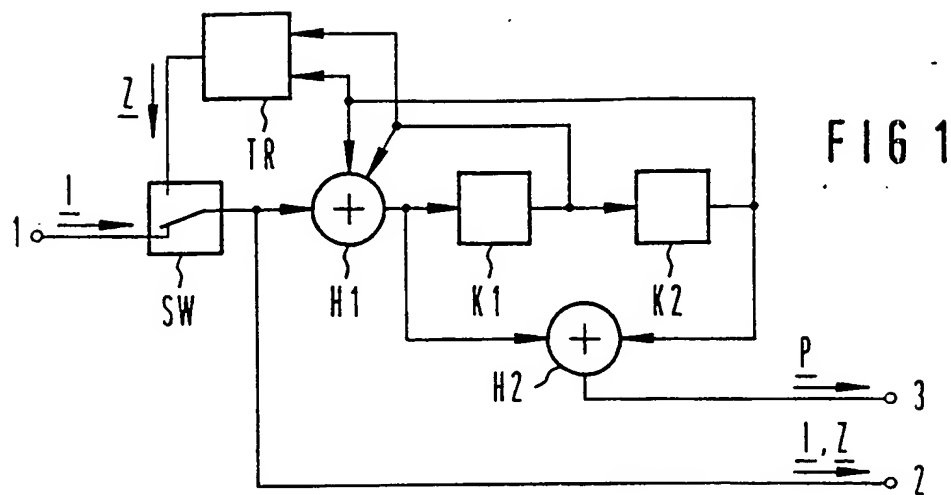 Z
TR
FIG 1
1
I
+
SW
H1
K1
K2
+
H2
P
3
I, Z
2